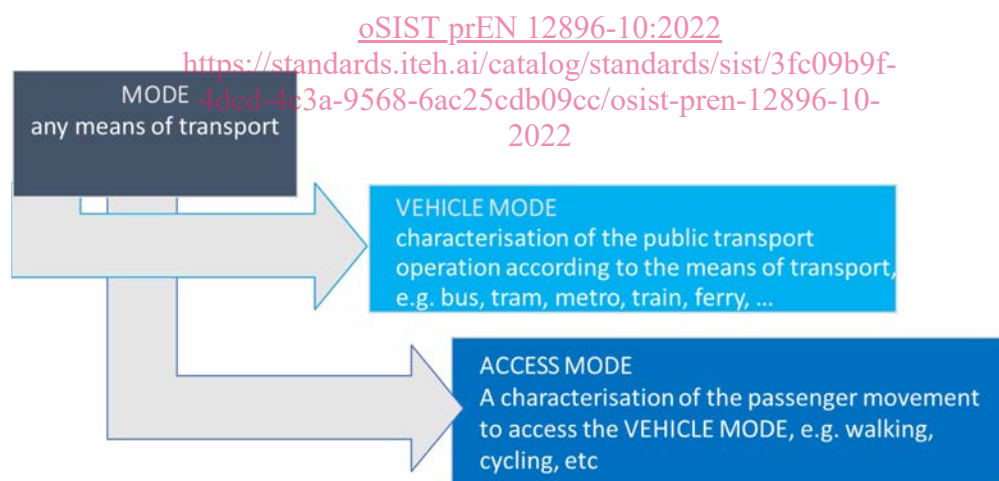 oSIST prEN 12896-10:2022
https://standards.iteh.ai/catalog/standards/sist/3fc09b9f-
4dcd-4c3a-9568-6ac25cdb09cc/osist-pren-12896-10-
2022
MODE
any means of transport
VEHICLE MODE
characterisation of the public transport
operation according to the means of transport,
e.g. bus, tram, metro, train, ferry, ...
ACCESS MODE
A characterisation of the passenger movement
to access the VEHICLE MODE, e.g. walking,
cycling, etc